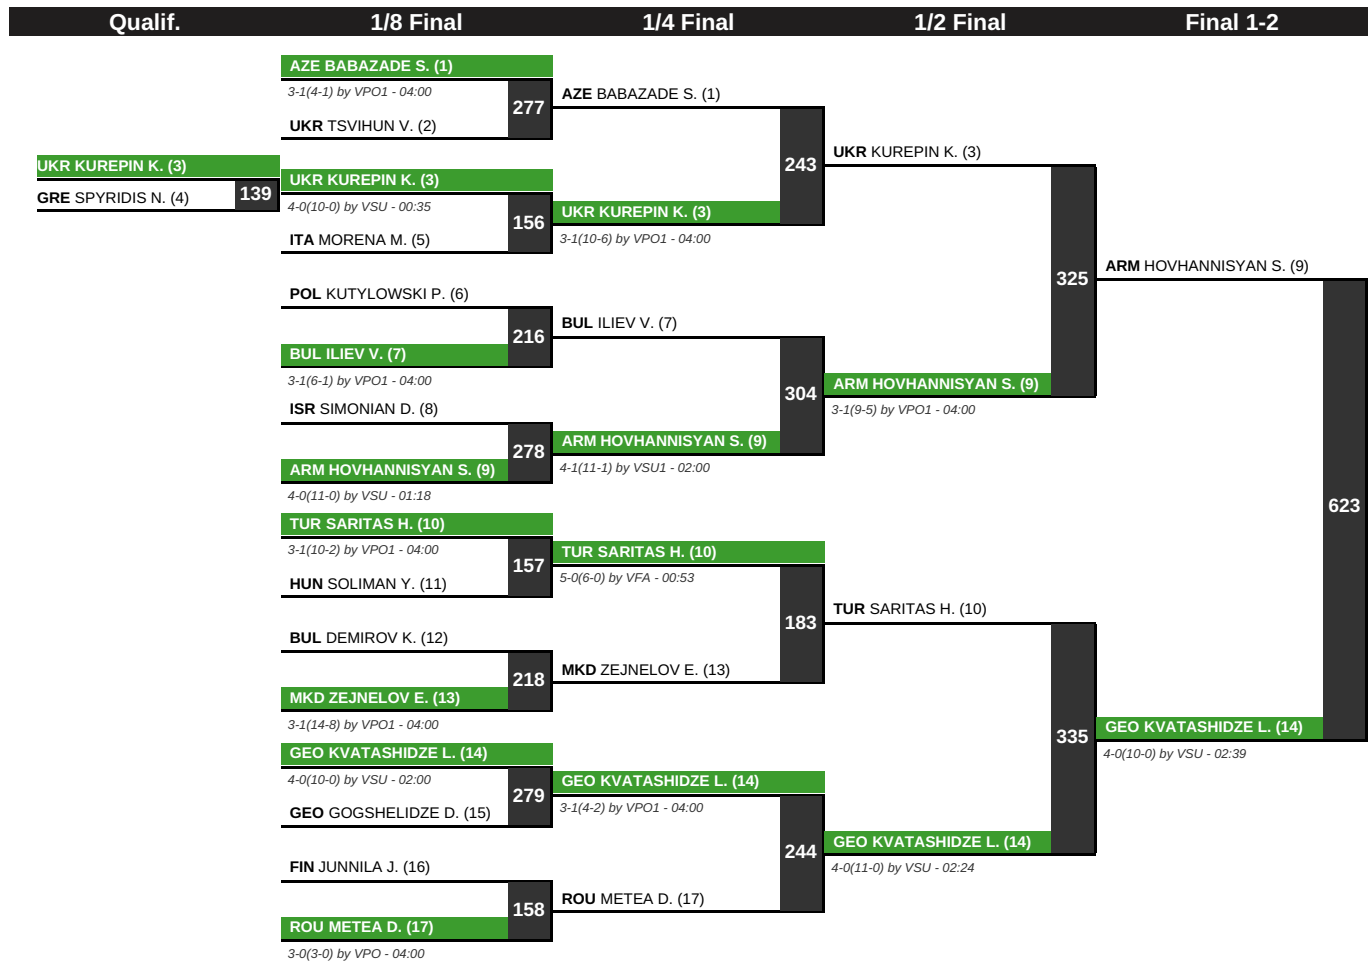 Qualif. 1/8 Final 1/4 Final 1/2 Final Final 1-2
AZE BABAZADE S. (1)
3-1(4-1) by VPO1 - 04:00
277
UKR TSVIHUN V. (2)
AZE BABAZADE S. (1)
UKR KUREPIN K. (3)
139
GRE SPYRIDIS N. (4)
UKR KUREPIN K. (3)
4-0(10-0) by VSU - 00:35
156
ITA MORENA M. (5)
243
UKR KUREPIN K. (3)
3-1(10-6) by VPO1 - 04:00
UKR KUREPIN K. (3)
POL KUTYLOWSKI P. (6)
216
BUL ILIEV V. (7)
3-1(6-1) by VPO1 - 04:00
BUL ILIEV V. (7)
ISR SIMONIAN D. (8)
278
ARM HOVHANNISYAN S. (9)
4-0(11-0) by VSU - 01:18
304
ARM HOVHANNISYAN S. (9)
4-1(11-1) by VSU1 - 02:00
325
ARM HOVHANNISYAN S. (9)
3-1(9-5) by VPO1 - 04:00
ARM HOVHANNISYAN S. (9)
TUR SARITAS H. (10)
3-1(10-2) by VPO1 - 04:00
157
HUN SOLIMAN Y. (11)
TUR SARITAS H. (10)
5-0(6-0) by VFA - 00:53
183
BUL DEMIROV K. (12)
218
MKD ZEJNELOV E. (13)
3-1(14-8) by VPO1 - 04:00
MKD ZEJNELOV E. (13)
TUR SARITAS H. (10)
623
GEO KVATASHIDZE L. (14)
4-0(10-0) by VSU - 02:00
279
GEO GOGSHELIDZE D. (15)
GEO KVATASHIDZE L. (14)
3-1(4-2) by VPO1 - 04:00
244
FIN JUNNILA J. (16)
158
ROU METEA D. (17)
3-0(3-0) by VPO - 04:00
ROU METEA D. (17)
335
GEO KVATASHIDZE L. (14)
4-0(11-0) by VSU - 02:24
GEO KVATASHIDZE L. (14)
4-0(10-0) by VSU - 02:39